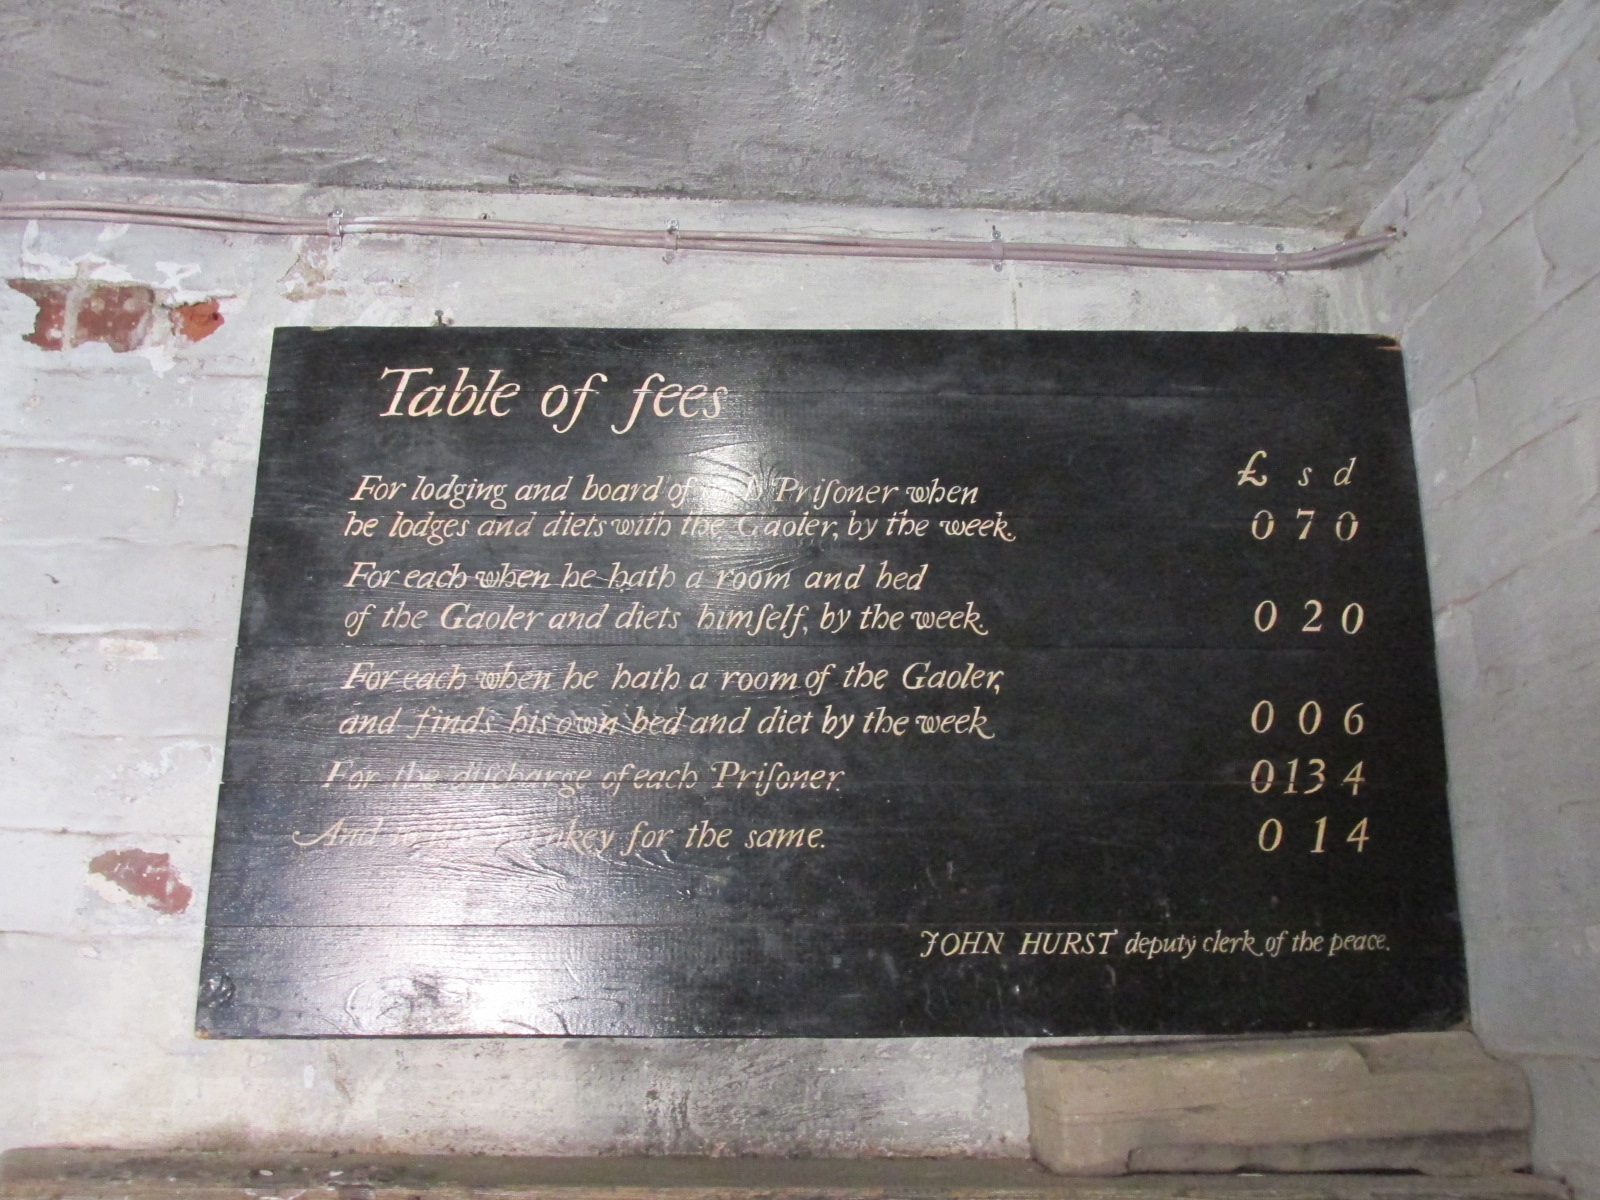 Table of fees
£ s d
For lodging and board of Priſoner when
he lodges and diets with the Gaoler, by the week. 0 7 0
For each when he hath a room and bed
of the Gaoler and diets himſelf, by the week. 0 2 0
For each when he hath a room of the Gaoler,
and finds his own bed and diet by the week 0 0 6
For the diſcharge of each Priſoner. 0 13 4
And turnkey for the same. 0 1 4
JOHN HURST deputy clerk of the peace.